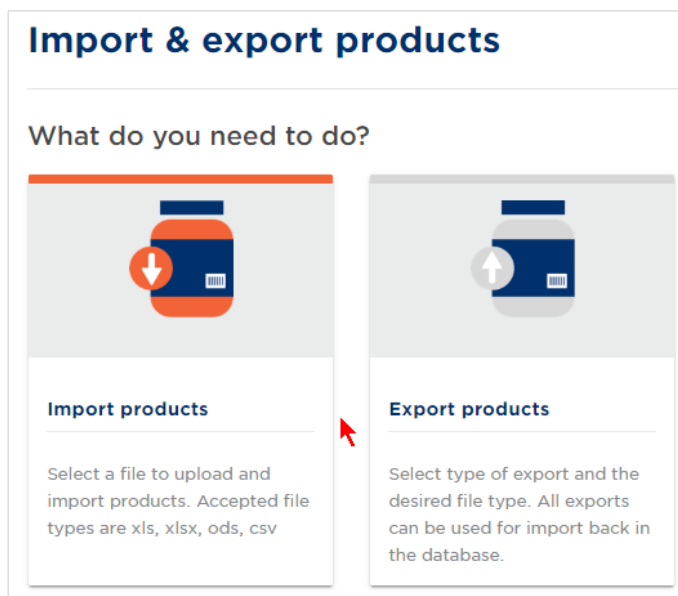 Import & export products
What do you need to do?
Import products
Select a file to upload and
import products. Accepted file
types are xls, xlsx, ods, csv
Export products
Select type of export and the
desired file type. All exports
can be used for import back in
the database.